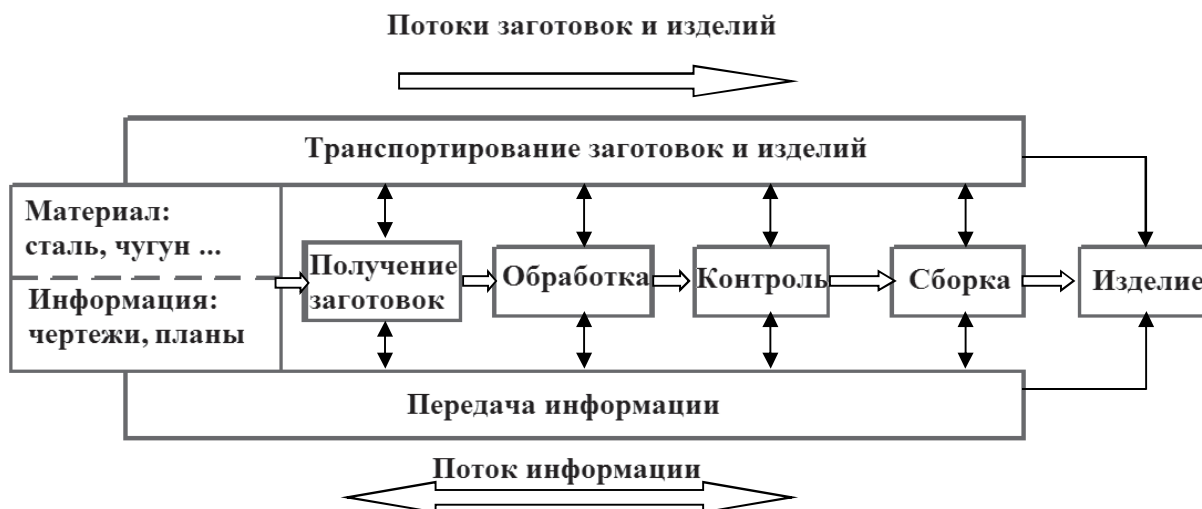 Потоки заготовок и изделий
Транспортирование заготовок и изделий
Материал:
сталь, чугун ...
Информация:
чертежи, планы
Получение
заготовок
Обработка
Контроль
Сборка
Изделие
Передача информации
Поток информации